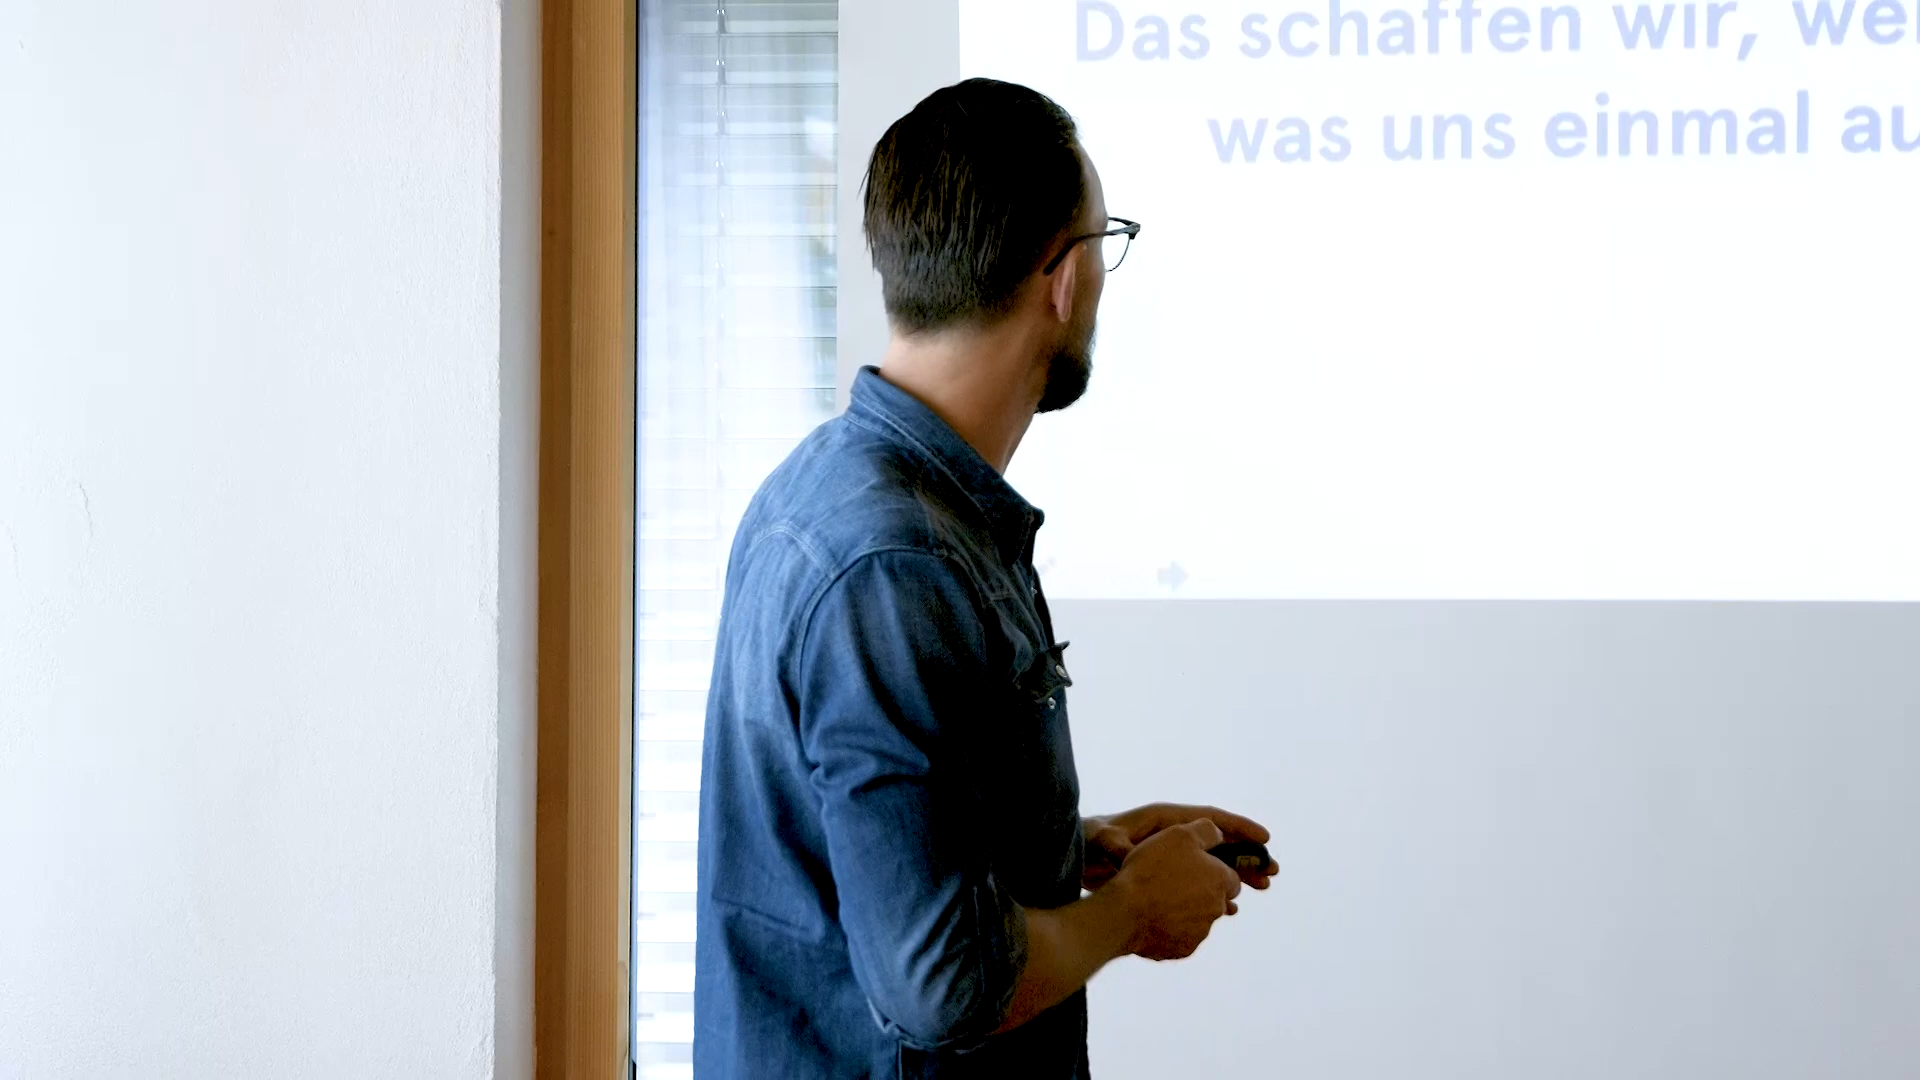 Das schaffen wir,
was uns einmal